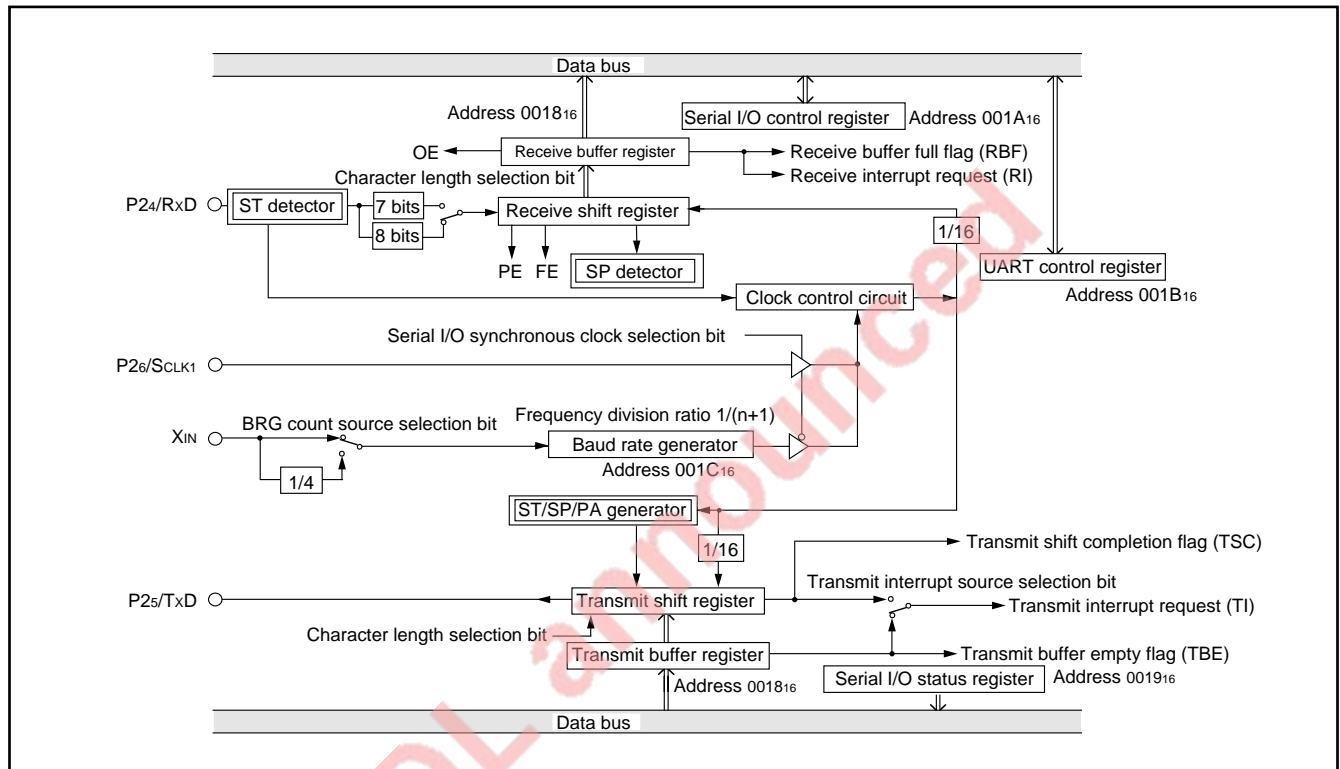 Data bus
Address 0018₁₆
Serial I/O control register
Address 001A₁₆
OE
Receive buffer register
Receive buffer full flag (RBF)
Receive interrupt request (RI)
Character length selection bit
P2₄/RxD
ST detector
7 bits
8 bits
Receive shift register
1/16
PE
FE
SP detector
UART control register
Address 001B₁₆
Clock control circuit
Serial I/O synchronous clock selection bit
P2₆/SCLK1
BRG count source selection bit
Frequency division ratio 1/(n+1)
XIN
Baud rate generator
Address 001C₁₆
1/4
ST/SP/PA generator
1/16
Transmit shift completion flag (TSC)
Transmit interrupt source selection bit
P2₅/TxD
Transmit shift register
Transmit interrupt request (TI)
Character length selection bit
Transmit buffer register
Transmit buffer empty flag (TBE)
Address 0018₁₆
Serial I/O status register
Address 0019₁₆
Data bus
OL announced